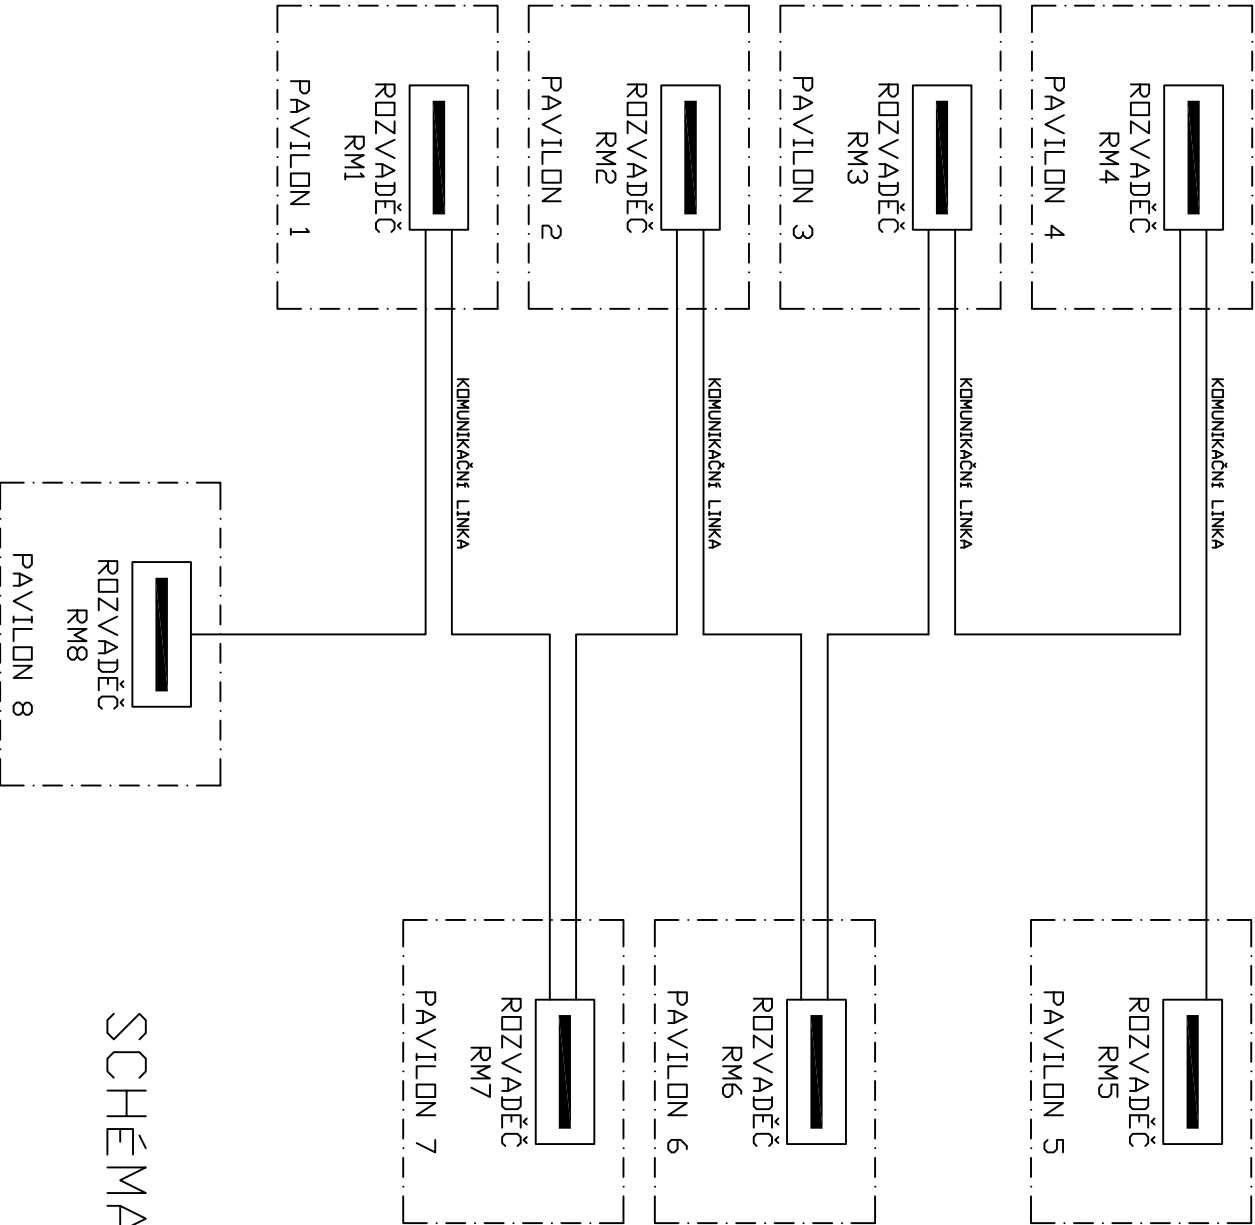 KOMUNIKAČNÍ LINKA
ROZVADĚČ
RM4
PAVILON 4
ROZVADĚČ
RM5
PAVILON 5
KOMUNIKAČNÍ LINKA
ROZVADĚČ
RM3
PAVILON 3
ROZVADĚČ
RM6
PAVILON 6
KOMUNIKAČNÍ LINKA
ROZVADĚČ
RM2
PAVILON 2
ROZVADĚČ
RM7
PAVILON 7
KOMUNIKAČNÍ LINKA
ROZVADĚČ
RM1
PAVILON 1
ROZVADĚČ
RM8
PAVILON 8
SCHÉMA